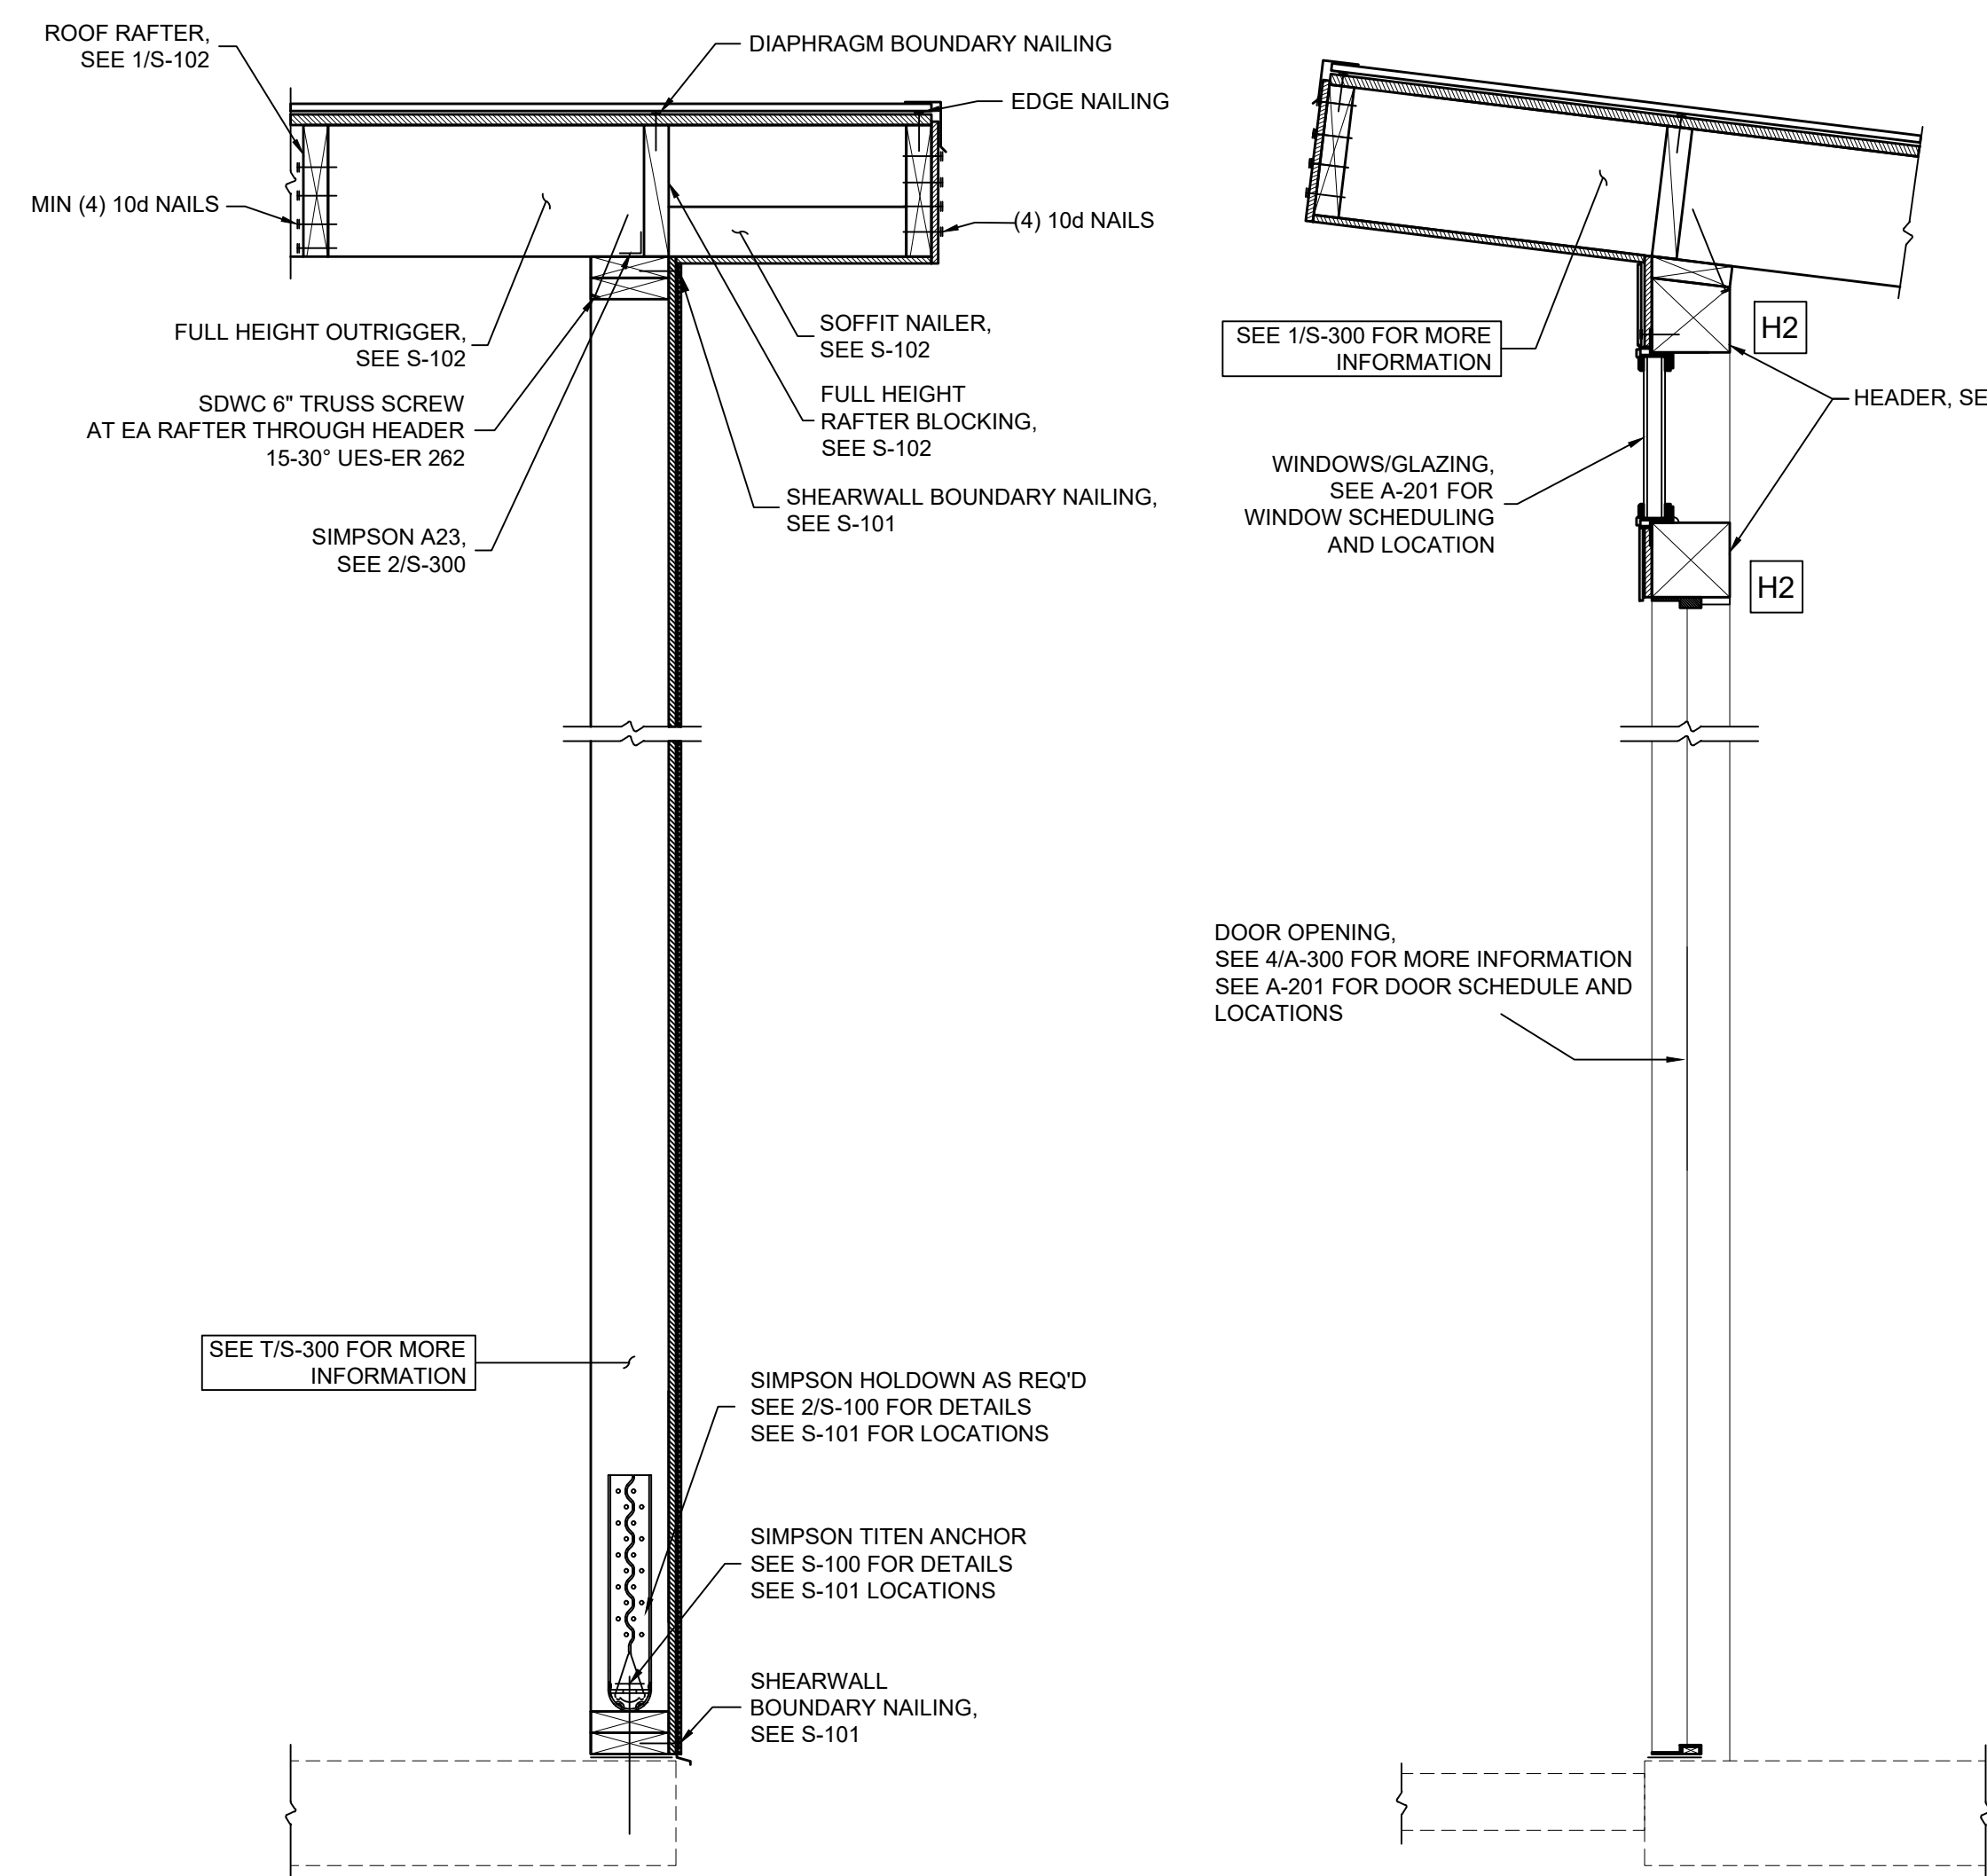 ROOF RAFTER,
SEE 1/S-102
DIAPHRAGM BOUNDARY NAILING
EDGE NAILING
MIN (4) 10d NAILS
(4) 10d NAILS
FULL HEIGHT OUTRIGGER,
SEE S-102
SOFFIT NAILER,
SEE S-102
SDWC 6" TRUSS SCREW
AT EA RAFTER THROUGH HEADER
15-30° UES-ER 262
FULL HEIGHT
RAFTER BLOCKING,
SEE S-102
SIMPSON A23,
SEE 2/S-300
SHEARWALL BOUNDARY NAILING,
SEE S-101
SEE T/S-300 FOR MORE
INFORMATION
SIMPSON HOLDOWN AS REQ'D
SEE 2/S-100 FOR DETAILS
SEE S-101 FOR LOCATIONS
SIMPSON TITEN ANCHOR
SEE S-100 FOR DETAILS
SEE S-101 LOCATIONS
SHEARWALL
BOUNDARY NAILING,
SEE S-101
SEE 1/S-300 FOR MORE
INFORMATION
H2
HEADER, SE
WINDOWS/GLAZING,
SEE A-201 FOR
WINDOW SCHEDULING
AND LOCATION
H2
DOOR OPENING,
SEE 4/A-300 FOR MORE INFORMATION
SEE A-201 FOR DOOR SCHEDULE AND
LOCATIONS